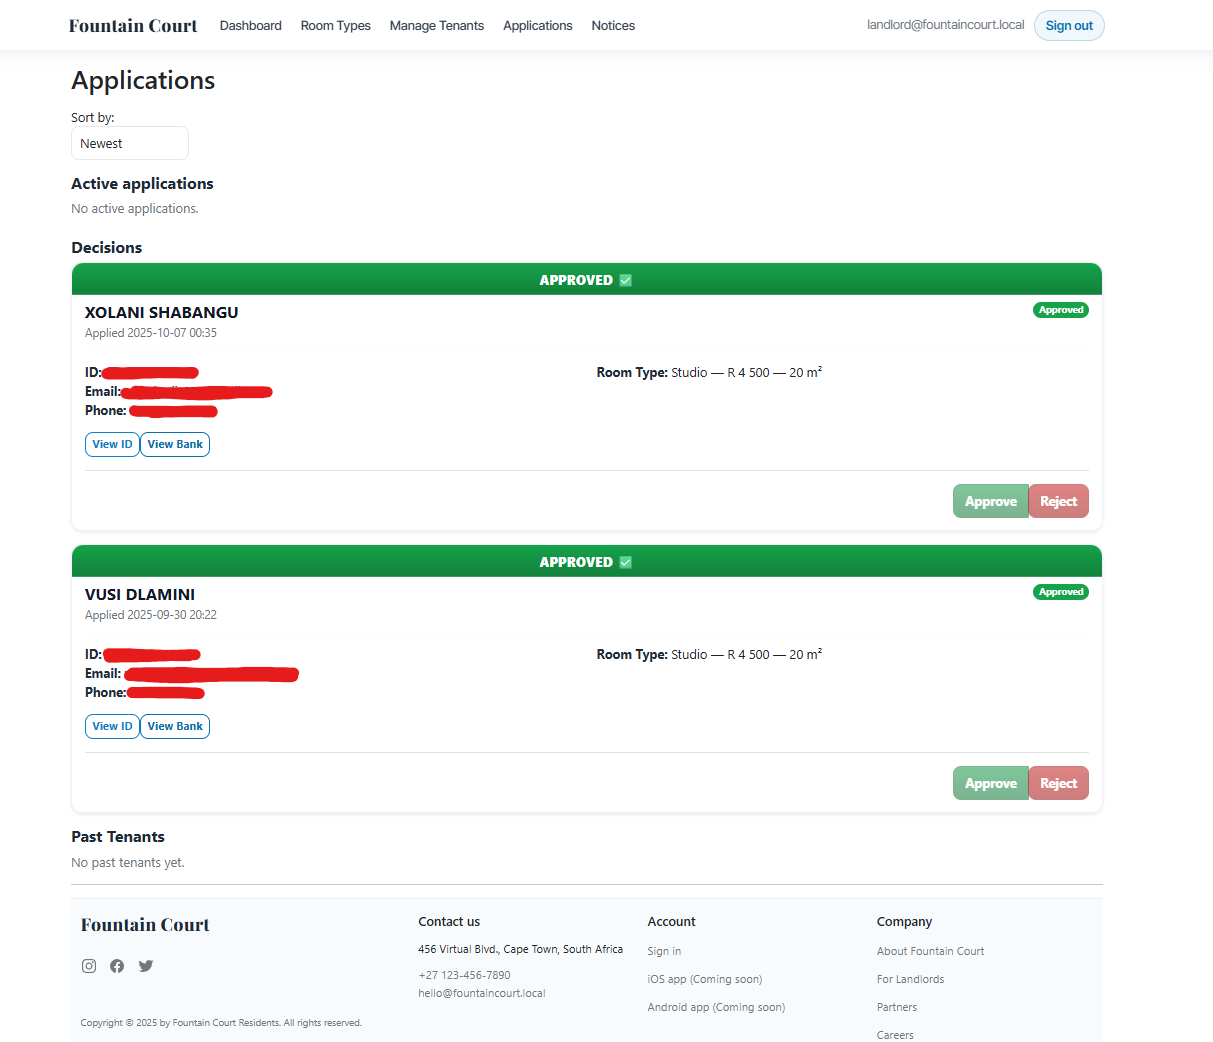 Fountain Court Dashboard Room Types Manage Tenants Applications Notices landlord@fountaincourt.local Sign out
Applications
Sort by:
Newest
Active applications
No active applications.
Decisions
APPROVED ✅
XOLANI SHABANGU Approved
Applied 2025-10-07 00:35
ID: Room Type: Studio — R 4 500 — 20 m²
Email:
Phone:
View ID View Bank
Approve Reject
APPROVED ✅
VUSI DLAMINI Approved
Applied 2025-09-30 20:22
ID: Room Type: Studio — R 4 500 — 20 m²
Email:
Phone:
View ID View Bank
Approve Reject
Past Tenants
No past tenants yet.
Fountain Court
Copyright © 2025 by Fountain Court Residents. All rights reserved.
Contact us
456 Virtual Blvd., Cape Town, South Africa
+27 123-456-7890
hello@fountaincourt.local
Account
Sign in
iOS app (Coming soon)
Android app (Coming soon)
Company
About Fountain Court
For Landlords
Partners
Careers